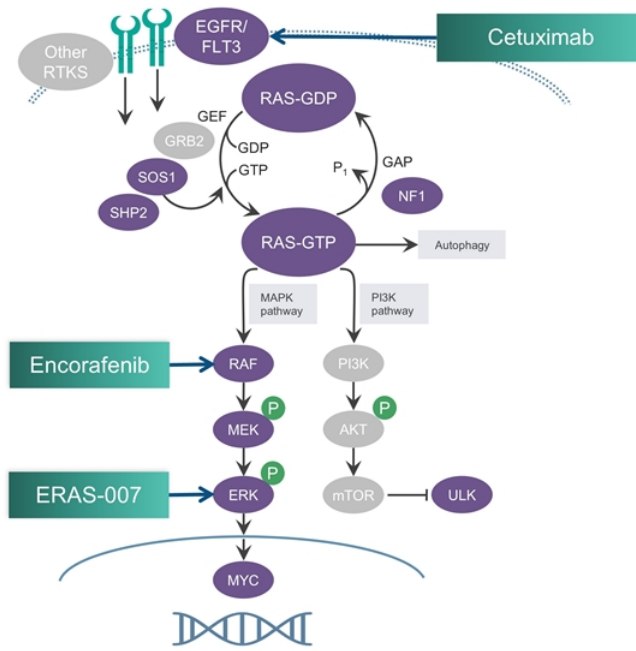 EGFR/
FLT3
Cetuximab
Other
RTKS
RAS-GDP
GEF
GDP
GTP
GRB2
SOS1
SHP2
P1
GAP
NF1
RAS-GTP
Autophagy
MAPK
pathway
PI3K
pathway
Encorafenib
RAF
PI3K
P
MEK
P
AKT
P
ERAS-007
ERK
mTOR
ULK
MYC